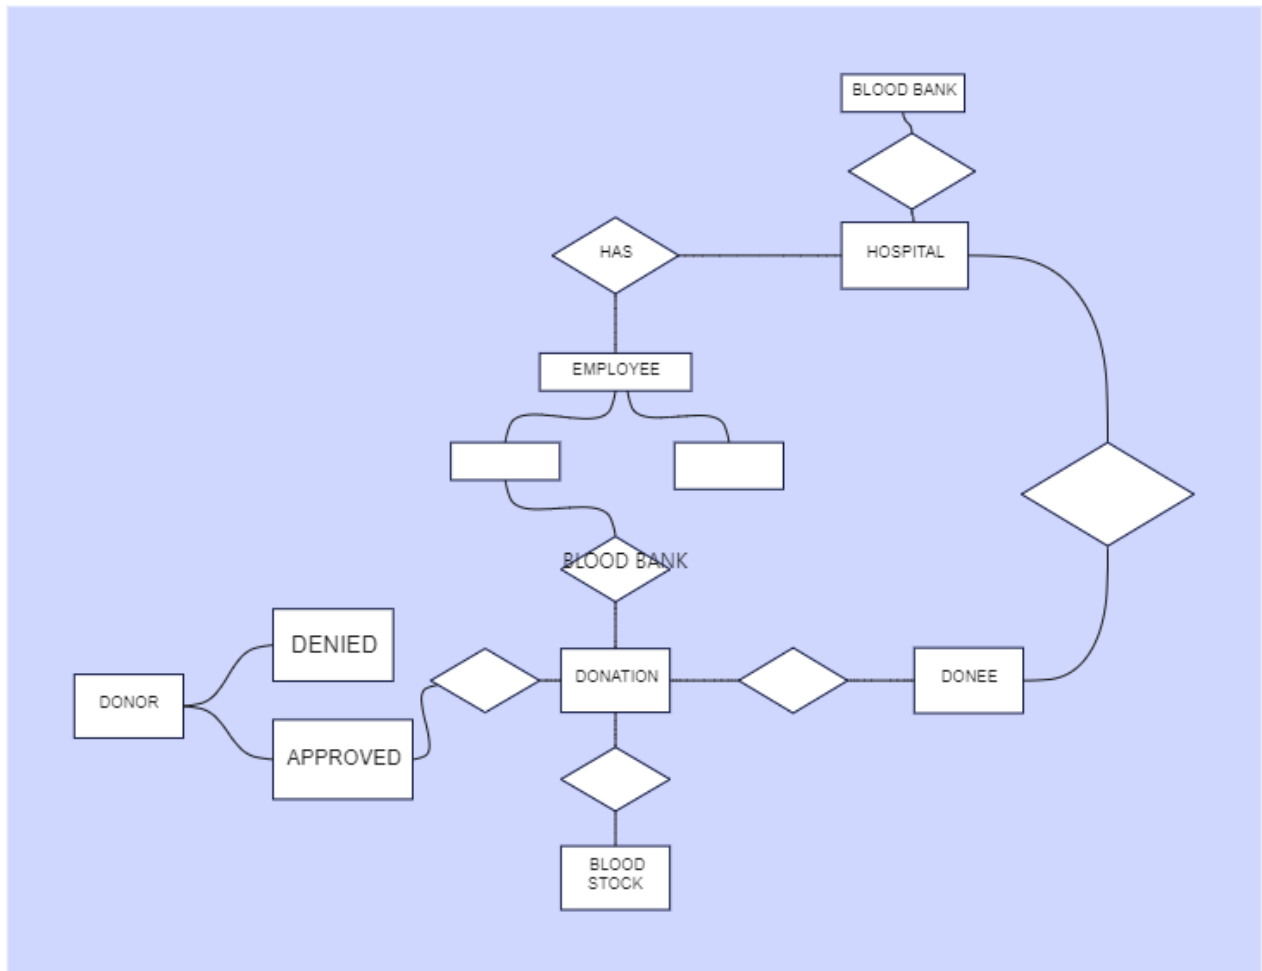 BLOOD BANK
HAS
HOSPITAL
EMPLOYEE
BLOOD BANK
DENIED
DONOR
APPROVED
DONATION
DONEE
BLOOD
STOCK